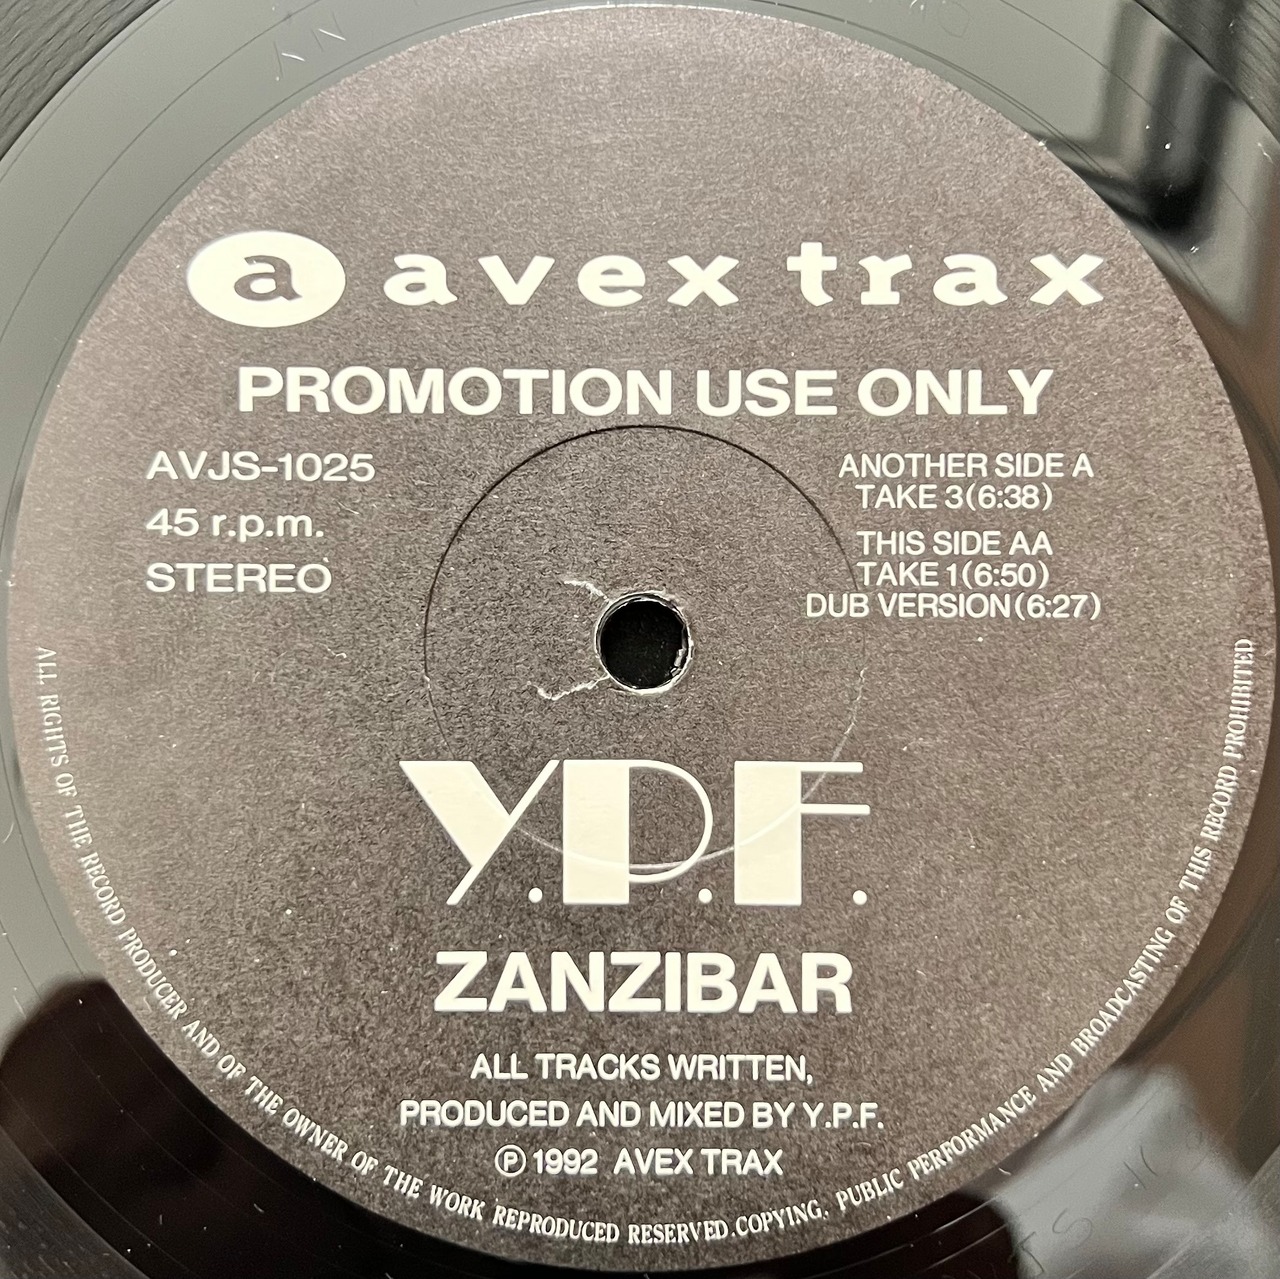 a avex trax
PROMOTION USE ONLY
AVJS-1025
45 r.p.m.
STEREO
ANOTHER SIDE A
TAKE 3(6:38)
THIS SIDE AA
TAKE 1(6:50)
DUB VERSION(6:27)
Y.P.F.
ZANZIBAR
ALL TRACKS WRITTEN,
PRODUCED AND MIXED BY Y.P.F.
℗ 1992 AVEX TRAX
ALL RIGHTS OF THE RECORD PRODUCER AND OF THE OWNER OF THE WORK REPRODUCED RESERVED.COPYING, PUBLIC PERFORMANCE AND BROADCASTING OF THIS RECORD PROHIBITED